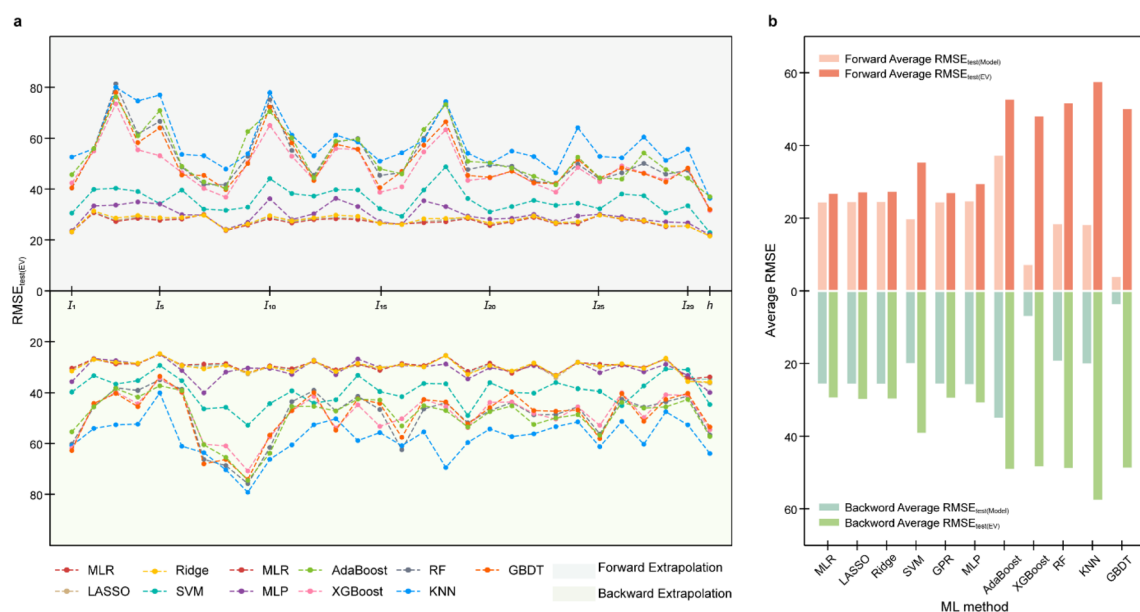 a
80
60
40
20
0
20
40
60
80
RMSEtest(EV)
I1
I5
I10
I15
I20
I25
I29
h
MLR
Ridge
MLR
AdaBoost
RF
GBDT
Forward Extrapolation
LASSO
SVM
MLP
XGBoost
KNN
Backward Extrapolation
b
Forward Average RMSEtest(Model)
Forward Average RMSEtest(EV)
60
40
20
0
20
40
60
Average RMSE
Backword Average RMSEtest(Model)
Backword Average RMSEtest(EV)
MLR
LASSO
Ridge
SVM
GPR
MLP
AdaBoost
XGBoost
RF
KNN
GBDT
ML method